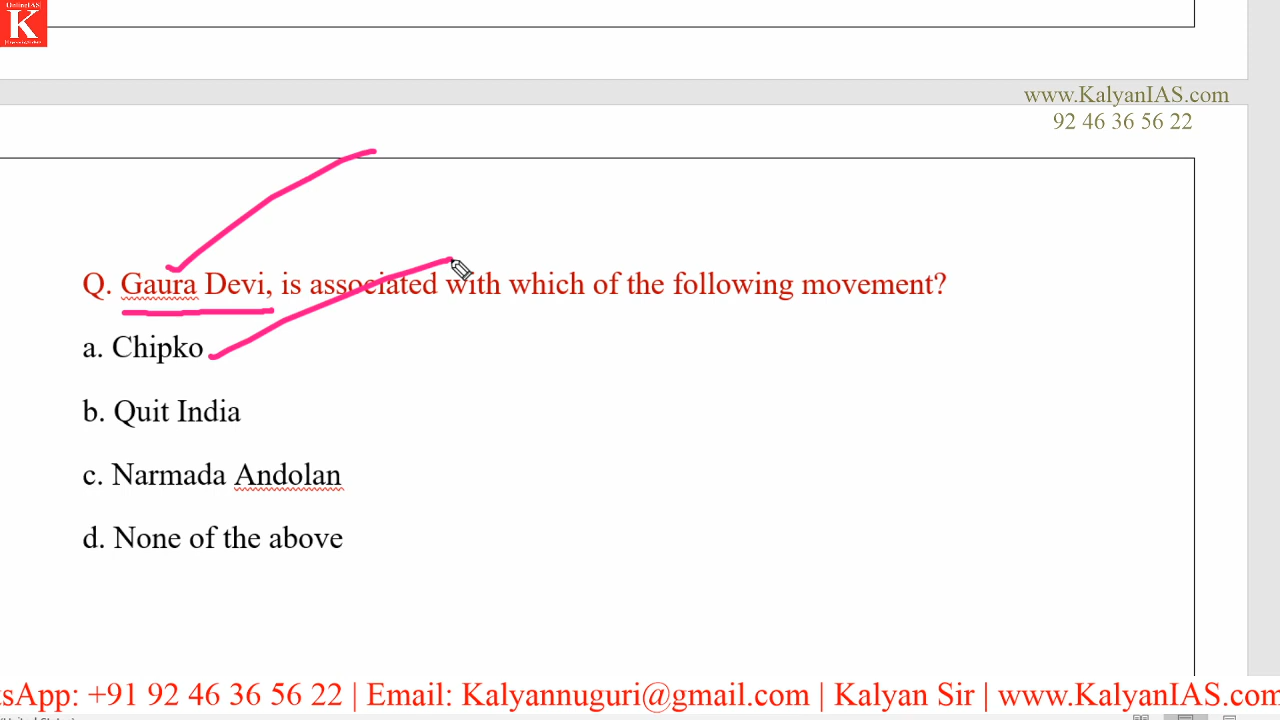 OnlineIAS
K
www.KalyanIAS.com
92 46 36 56 22
Q. Gaura Devi, is associated with which of the following movement?
a. Chipko
b. Quit India
c. Narmada Andolan
d. None of the above
sApp: +91 92 46 36 56 22 | Email: Kalyannuguri@gmail.com | Kalyan Sir | www.KalyanIAS.com